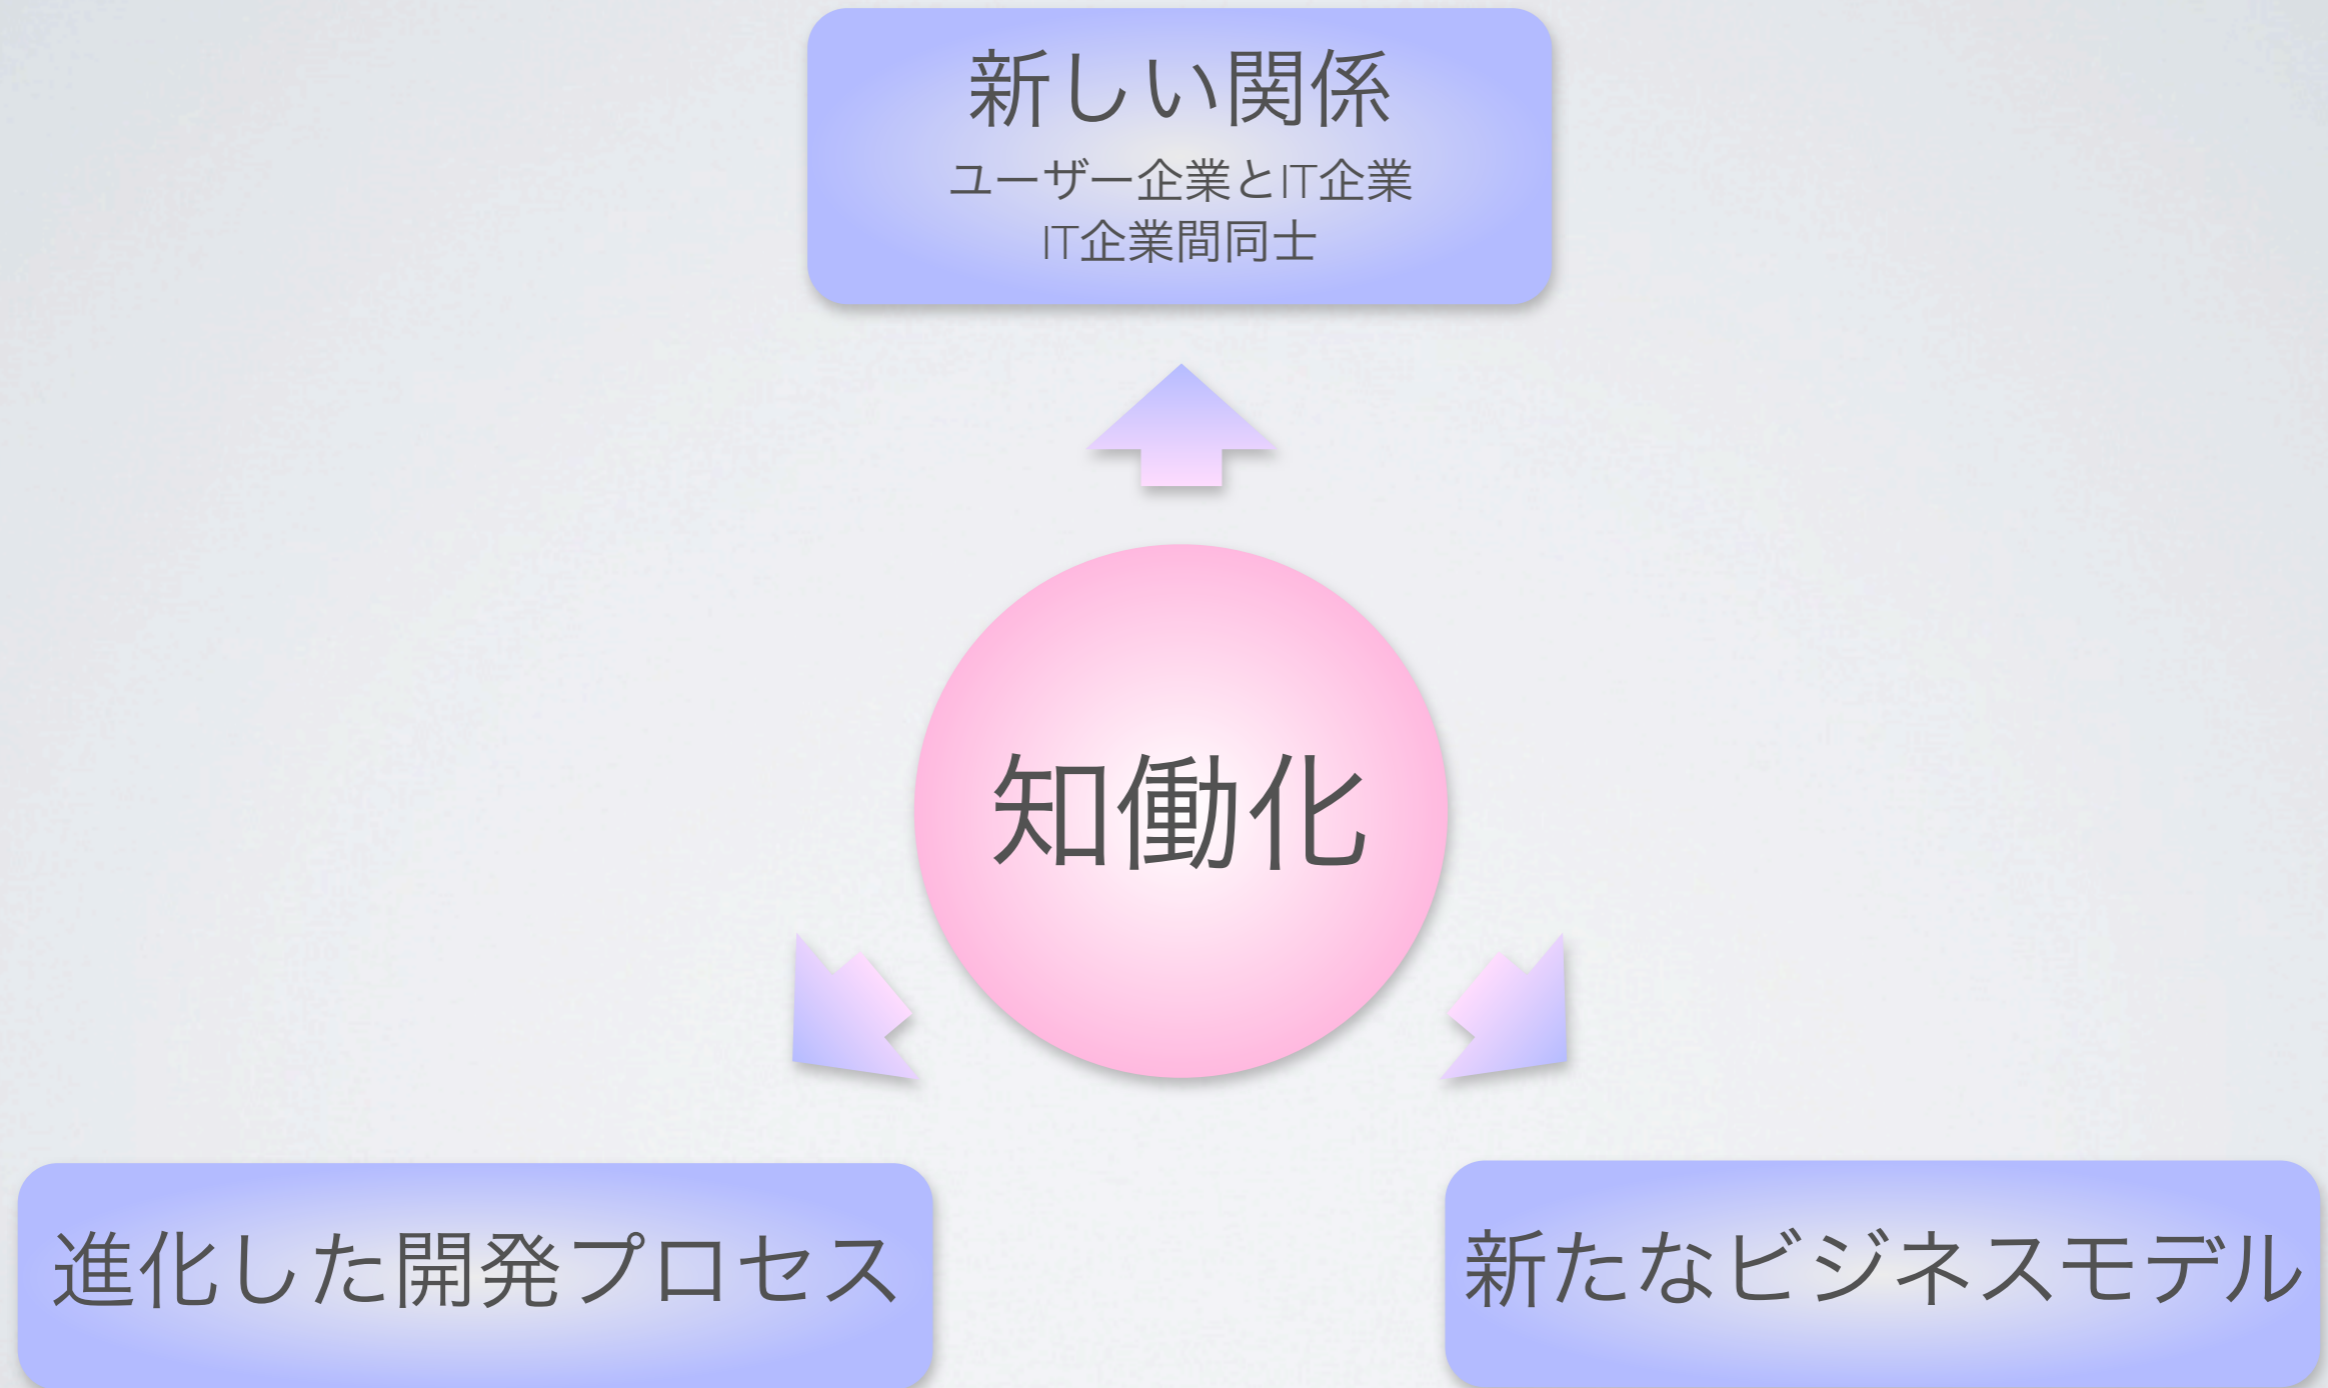 新しい関係
ユーザー企業とIT企業
IT企業間同士
知働化
進化した開発プロセス
新たなビジネスモデル